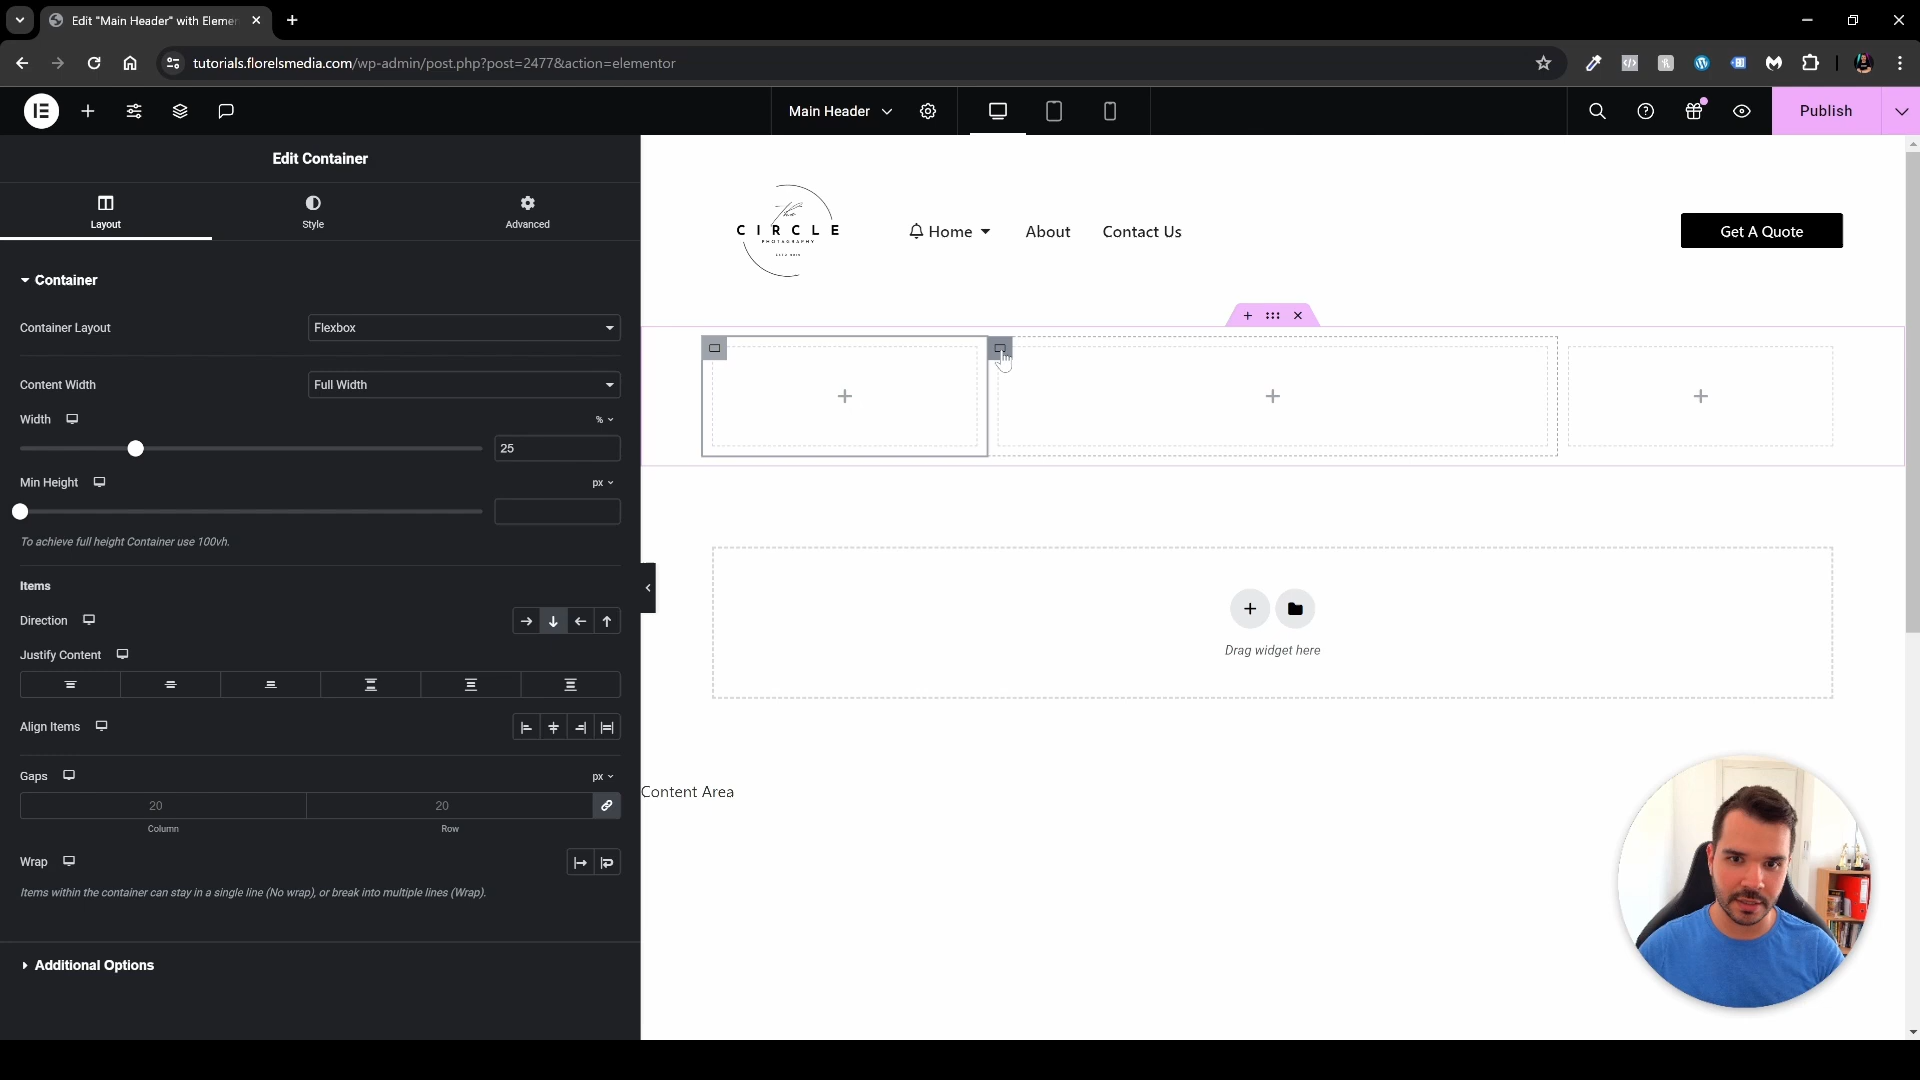 Edit "Main Header" with Elemen
tutorials.florelsmedia.com/wp-admin/post.php?post=2477&action=elementor
Main Header
Publish
Edit Container
Layout
Style
Advanced
Container
Container Layout
Flexbox
Content Width
Full Width
Width
%
25
Min Height
px
To achieve full height Container use 100vh.
Items
Direction
Justify Content
Align Items
Gaps
px
20
20
Column
Row
Wrap
Items within the container can stay in a single line (No wrap), or break into multiple lines (Wrap).
Additional Options
The
CIRCLE
PHOTOGRAPHY
Home
About
Contact Us
Get A Quote
Drag widget here
Content Area